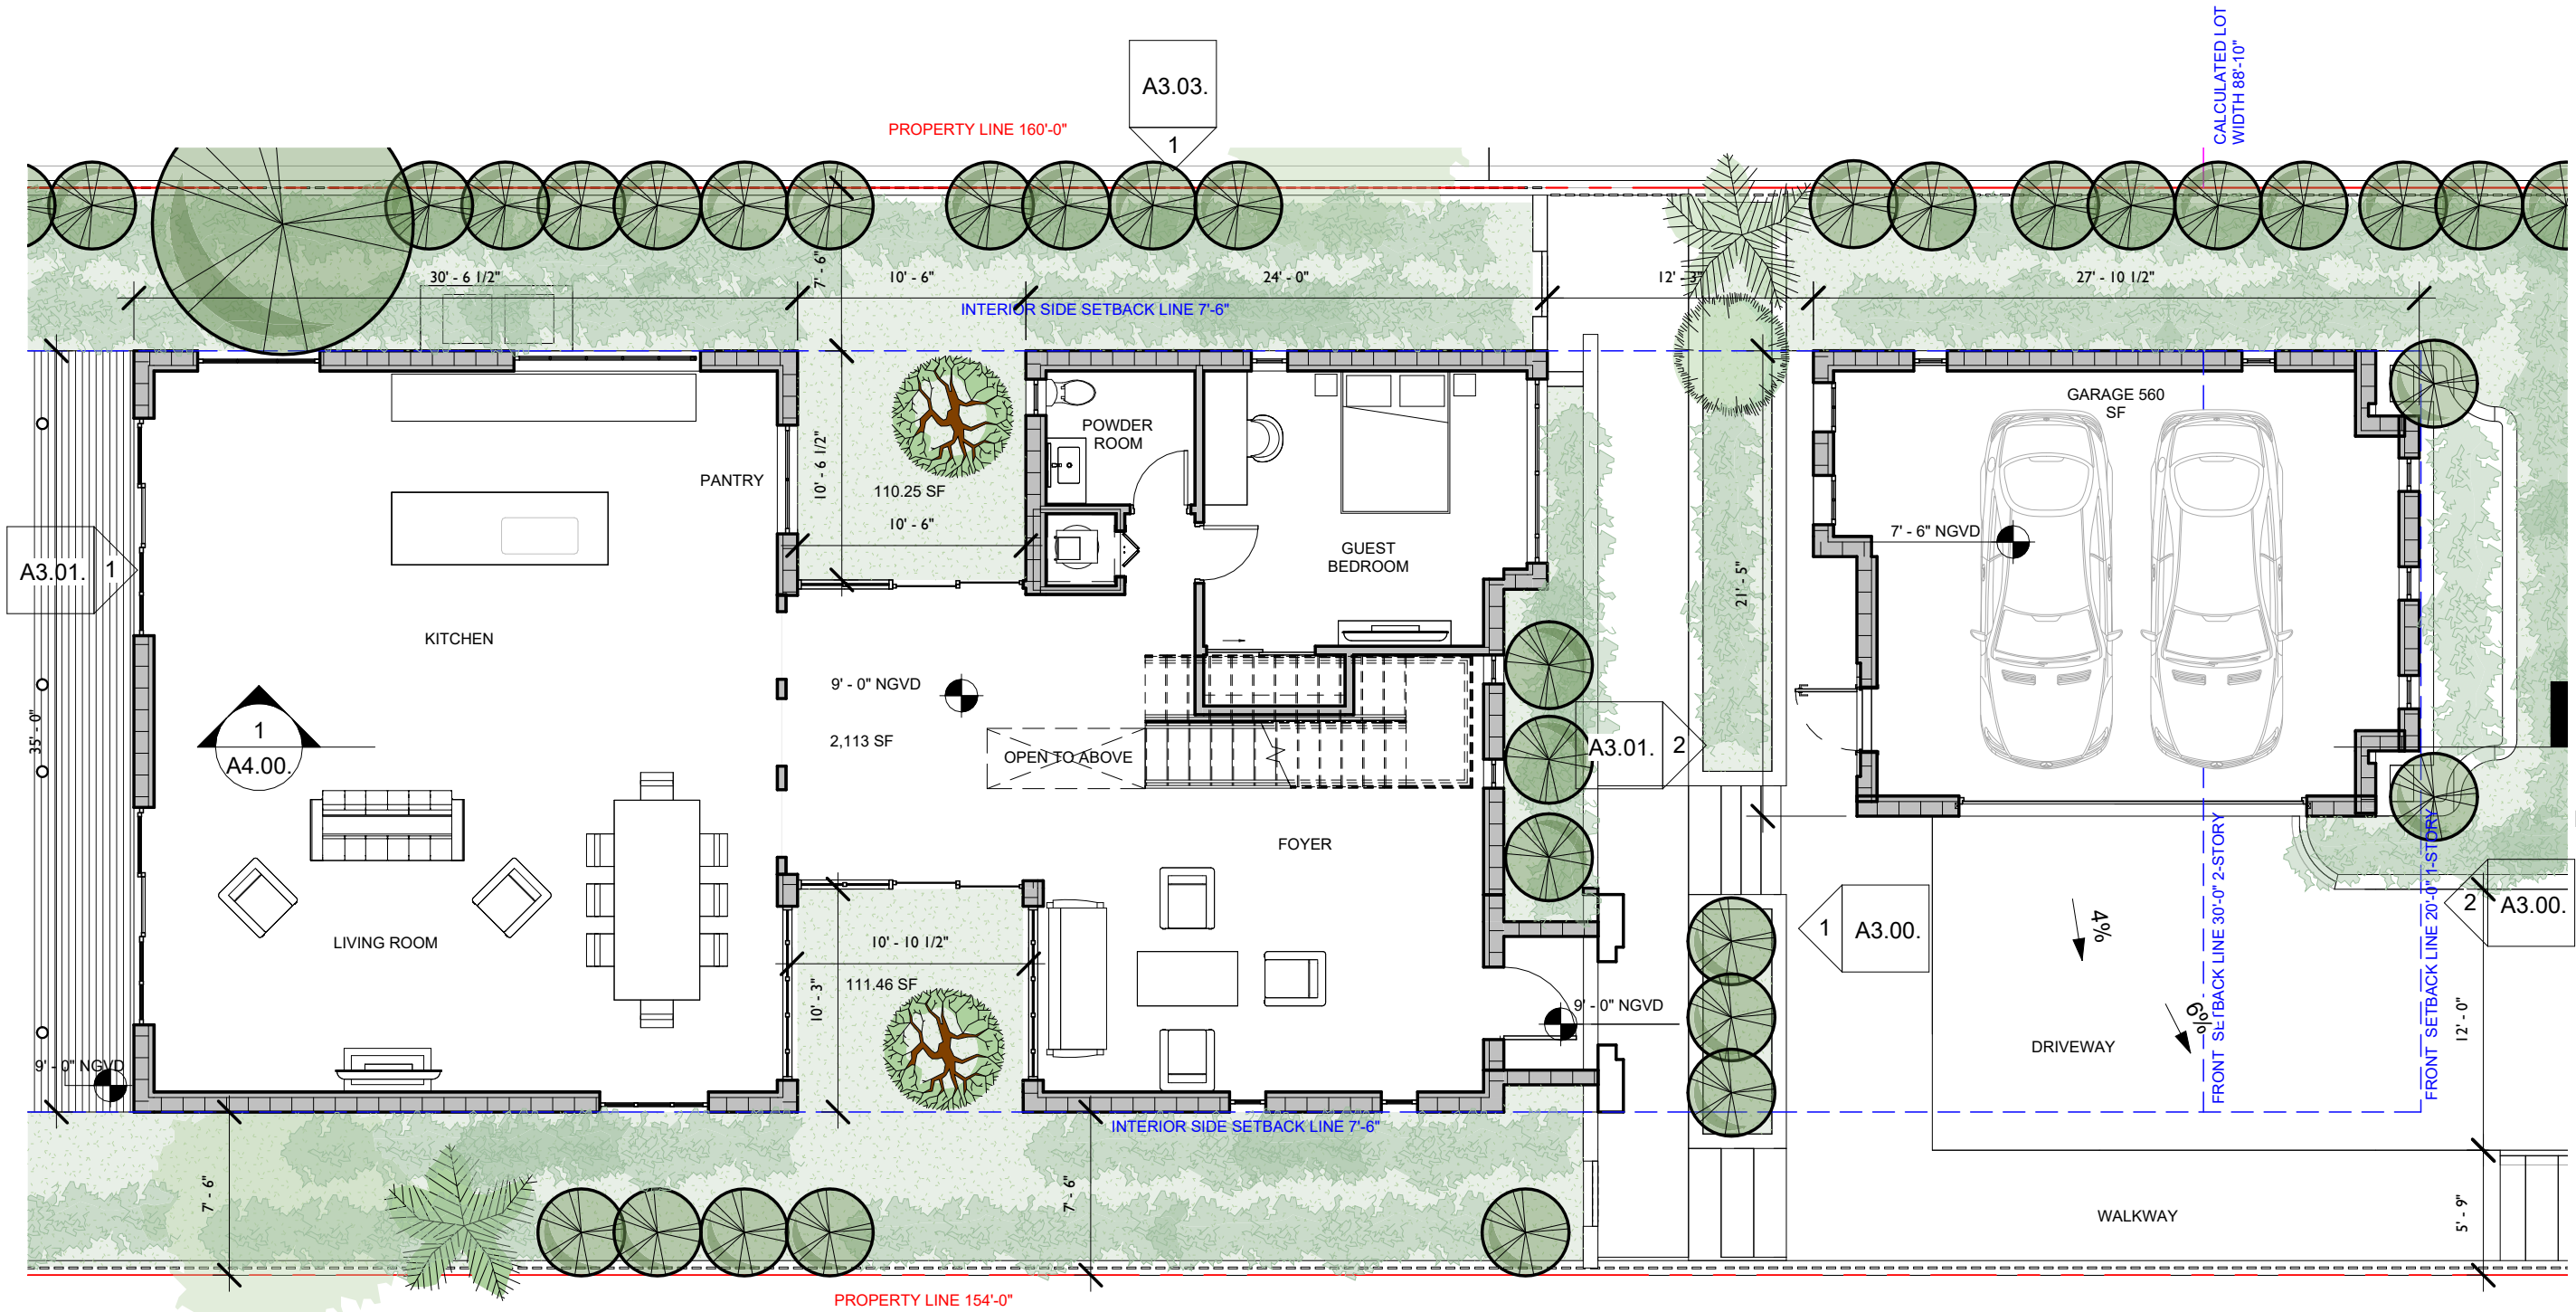 CALCULATED LOT
WIDTH 88'-10"
A3.03.
1
PROPERTY LINE 160'-0"
30' - 6 1/2"
7' - 6"
10' - 6"
24' - 0"
12' - 3"
27' - 10 1/2"
INTERIOR SIDE SETBACK LINE 7'-6"
GARAGE 560
SF
POWDER
ROOM
PANTRY
10' - 6 1/2"
110.25 SF
10' - 6"
7' - 6" NGVD
GUEST
BEDROOM
A3.01.
1
21' - 5"
KITCHEN
9' - 0" NGVD
35' - 0"
1
A4.00.
2,113 SF
OPEN TO ABOVE
A3.01.
2
FOYER
FRONT SETBACK LINE 30'-0" 2-STORY
FRONT SETBACK LINE 20'-0" 1-STORY
LIVING ROOM
10' - 10 1/2"
4%
1
A3.00.
2
A3.00.
10' - 3"
111.46 SF
9' - 0" NGVD
6%
12' - 0"
DRIVEWAY
9' - 0" NGVD
INTERIOR SIDE SETBACK LINE 7'-6"
7' - 6"
7' - 6"
WALKWAY
5' - 9"
PROPERTY LINE 154'-0"